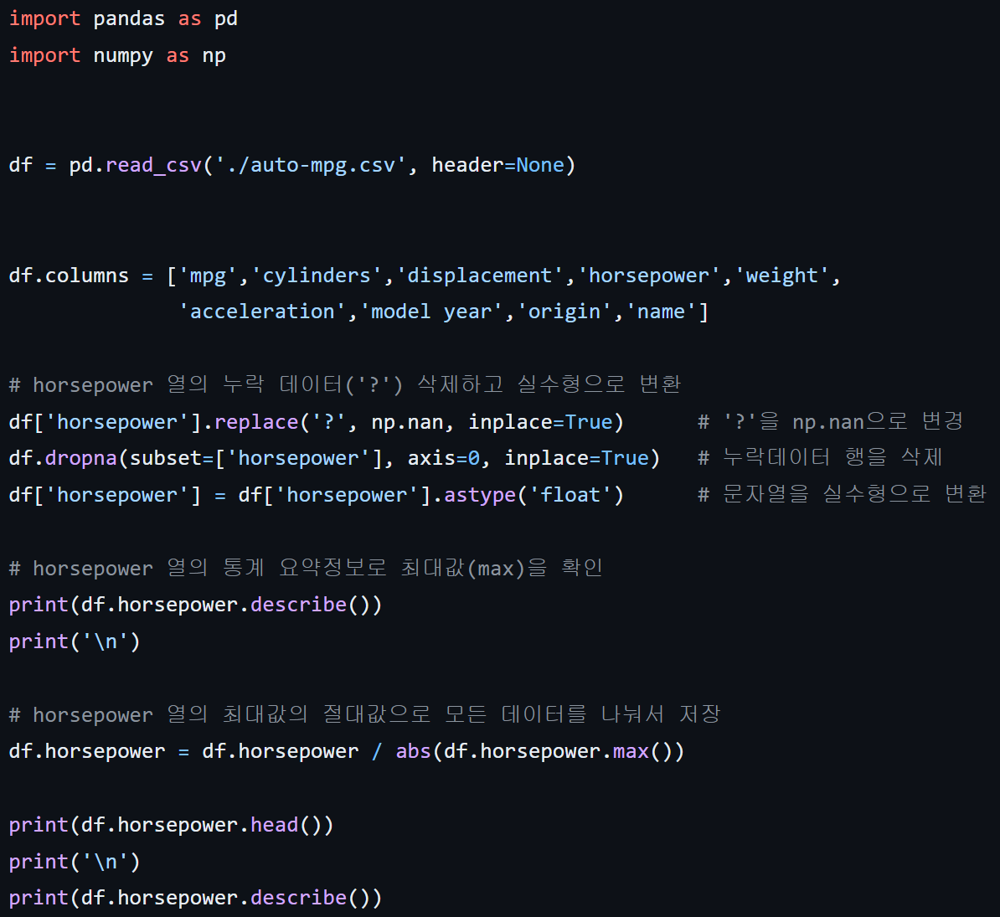 import pandas as pd
import numpy as np
df = pd.read_csv('./auto-mpg.csv', header=None)
df.columns = ['mpg','cylinders','displacement','horsepower','weight',
'acceleration','model year','origin','name']
# horsepower 열의 누락 데이터('?') 삭제하고 실수형으로 변환
df['horsepower'].replace('?', np.nan, inplace=True)      # '?'을 np.nan으로 변경
df.dropna(subset=['horsepower'], axis=0, inplace=True)   # 누락데이터 행을 삭제
df['horsepower'] = df['horsepower'].astype('float')      # 문자열을 실수형으로 변환
# horsepower 열의 통계 요약정보로 최대값(max)을 확인
print(df.horsepower.describe())
print('\n')
# horsepower 열의 최대값의 절대값으로 모든 데이터를 나눠서 저장
df.horsepower = df.horsepower / abs(df.horsepower.max())
print(df.horsepower.head())
print('\n')
print(df.horsepower.describe())